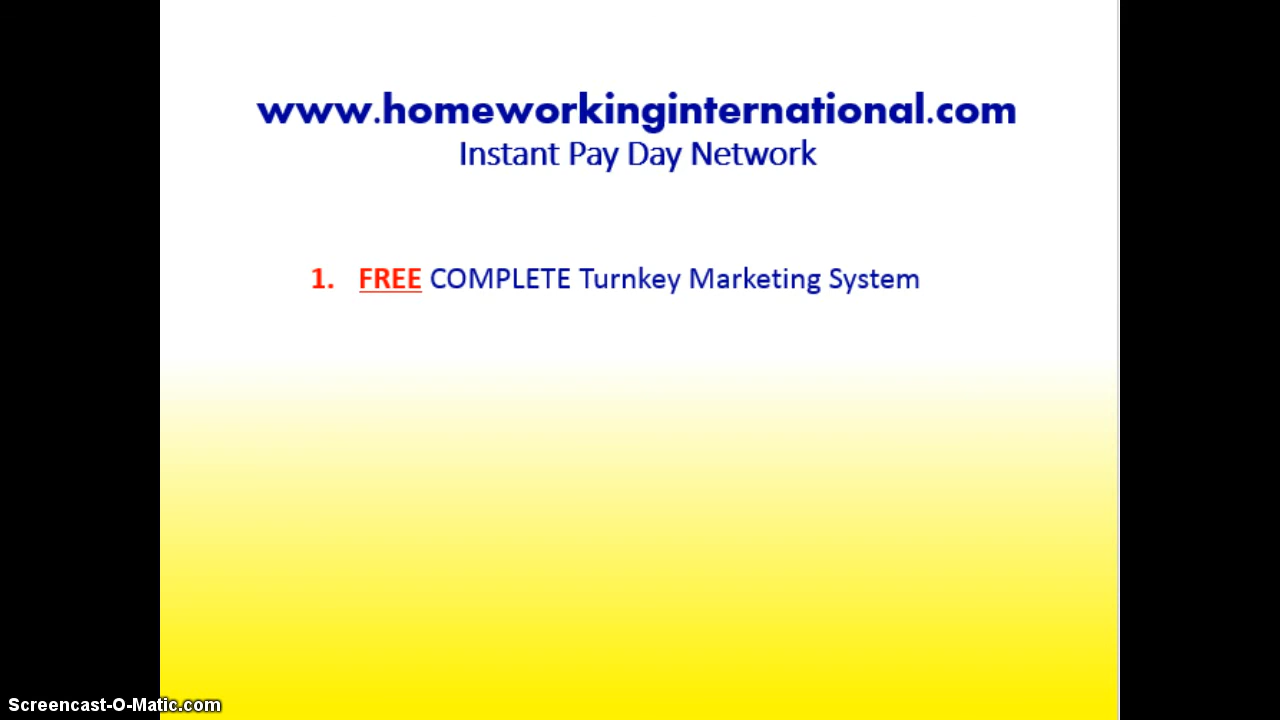 www.homeworkinginternational.com
Instant Pay Day Network
1. FREE COMPLETE Turnkey Marketing System
Screencast-O-Matic.com